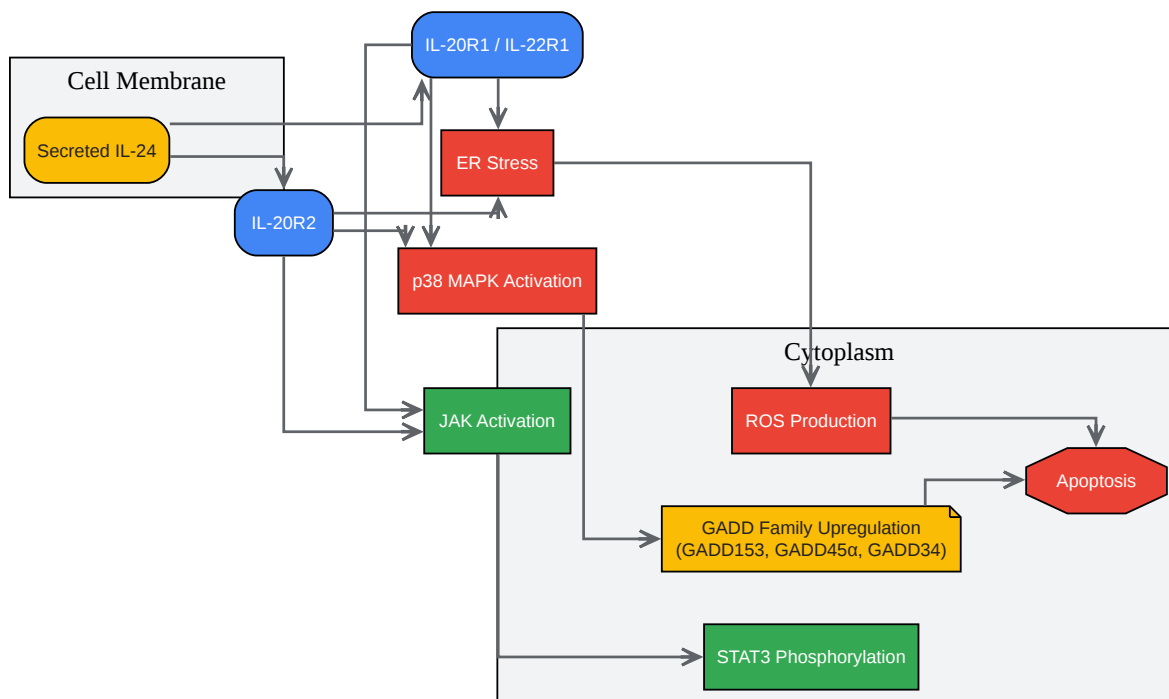 IL-20R1 / IL-22R1
Cell Membrane
Secreted IL-24
ER Stress
IL-20R2
p38 MAPK Activation
Cytoplasm
JAK Activation
ROS Production
Apoptosis
GADD Family Upregulation
(GADD153, GADD45α, GADD34)
STAT3 Phosphorylation